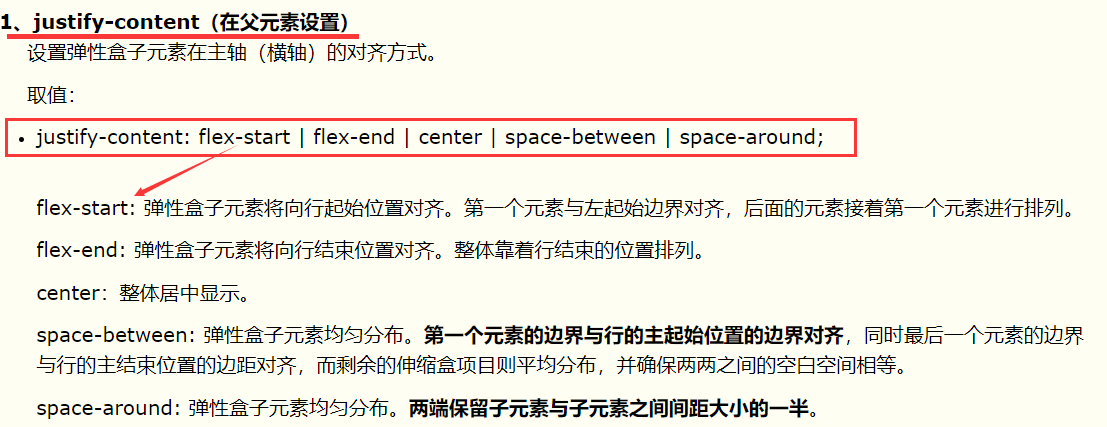 1、justify-content（在父元素设置）
设置弹性盒子元素在主轴（横轴）的对齐方式。
取值：
• justify-content: flex-start | flex-end | center | space-between | space-around;
flex-start: 弹性盒子元素将向行起始位置对齐。第一个元素与左起始边界对齐，后面的元素接着第一个元素进行排列。
flex-end: 弹性盒子元素将向行结束位置对齐。整体靠着行结束的位置排列。
center：整体居中显示。
space-between: 弹性盒子元素均匀分布。第一个元素的边界与行的主起始位置的边界对齐，同时最后一个元素的边界
与行的主结束位置的边距对齐，而剩余的伸缩盒项目则平均分布，并确保两两之间的空白空间相等。
space-around: 弹性盒子元素均匀分布。两端保留子元素与子元素之间间距大小的一半。